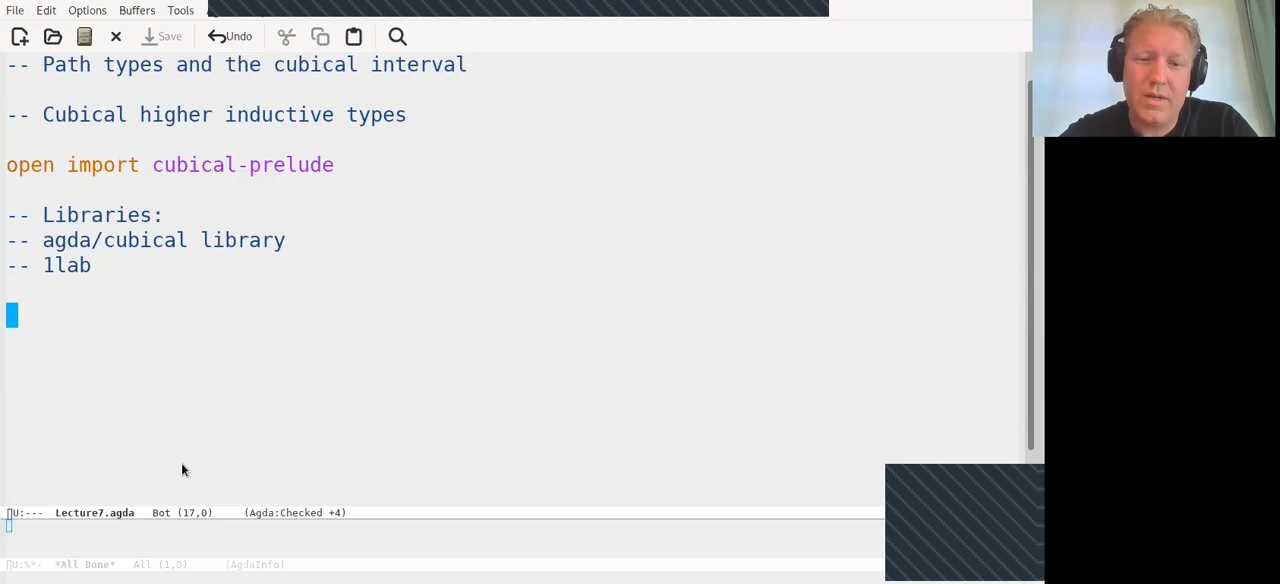 File Edit Options Buffers Tools
Save Undo
-- Path types and the cubical interval
-- Cubical higher inductive types
open import cubical-prelude
-- Libraries:
-- agda/cubical library
-- 1lab
U:--- Lecture7.agda Bot (17,0) (Agda:Checked +4)
U:%*- *All Done* All (1,0) (AgdaInfo)